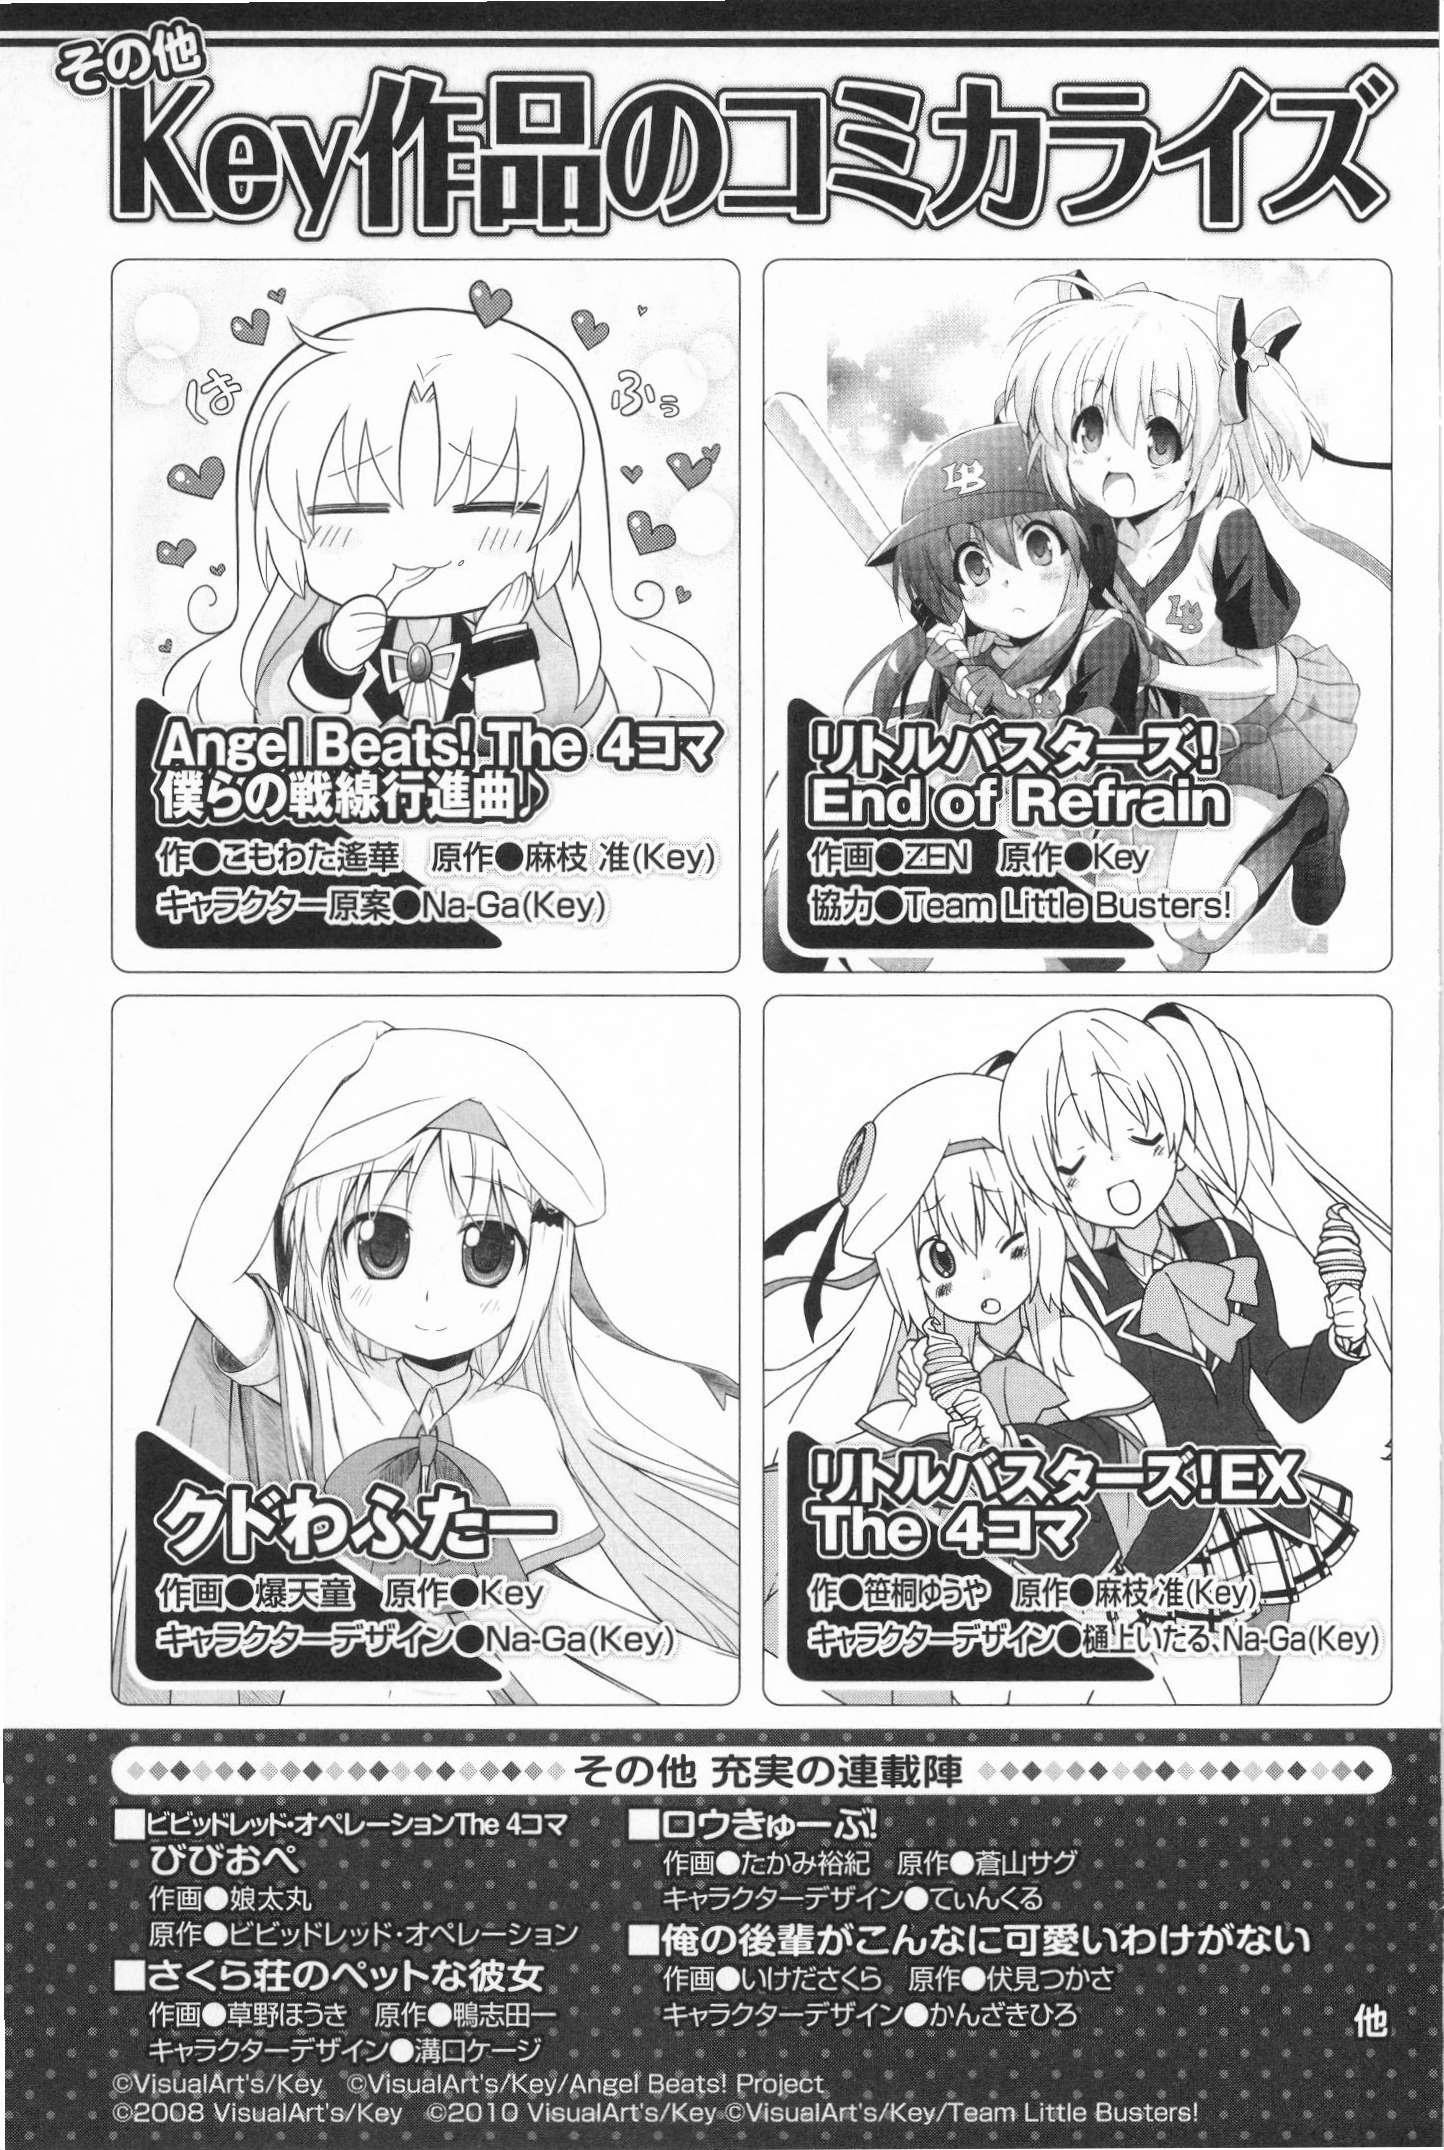 その他
Key作品のコミカライズ
は
ふぅ
Angel Beats! The 4コマ
僕らの戦線行進曲♪
作●こもわた遙華　原作●麻枝 准(Key)
キャラクター原案●Na-Ga(Key)
LB
LB
リトルバスターズ!
End of Refrain
作画●ZEN　原作●Key
協力●Team Little Busters!
クドわふたー
作画●爆天童　原作●Key
キャラクターデザイン●Na-Ga(Key)
リトルバスターズ!EX
The 4コマ
作●笹桐ゆうや　原作●麻枝 准(Key)
キャラクターデザイン●樋上いたる、Na-Ga(Key)
その他 充実の連載陣
■ビビッドレッド・オペレーションThe 4コマ
びびおぺ
作画●娘太丸
原作●ビビッドレッド・オペレーション
■さくら荘のペットな彼女
作画●草野ほうき　原作●鴨志田一
キャラクターデザイン●溝口ケージ
■ロウきゅーぶ!
作画●たかみ裕紀　原作●蒼山サグ
キャラクターデザイン●てぃんくる
■俺の後輩がこんなに可愛いわけがない
作画●いけださくら　原作●伏見つかさ
キャラクターデザイン●かんざきひろ
他
©VisualArt's/Key　©VisualArt's/Key/Angel Beats! Project
©2008 VisualArt's/Key　©2010 VisualArt's/Key ©VisualArt's/Key/Team Little Busters!